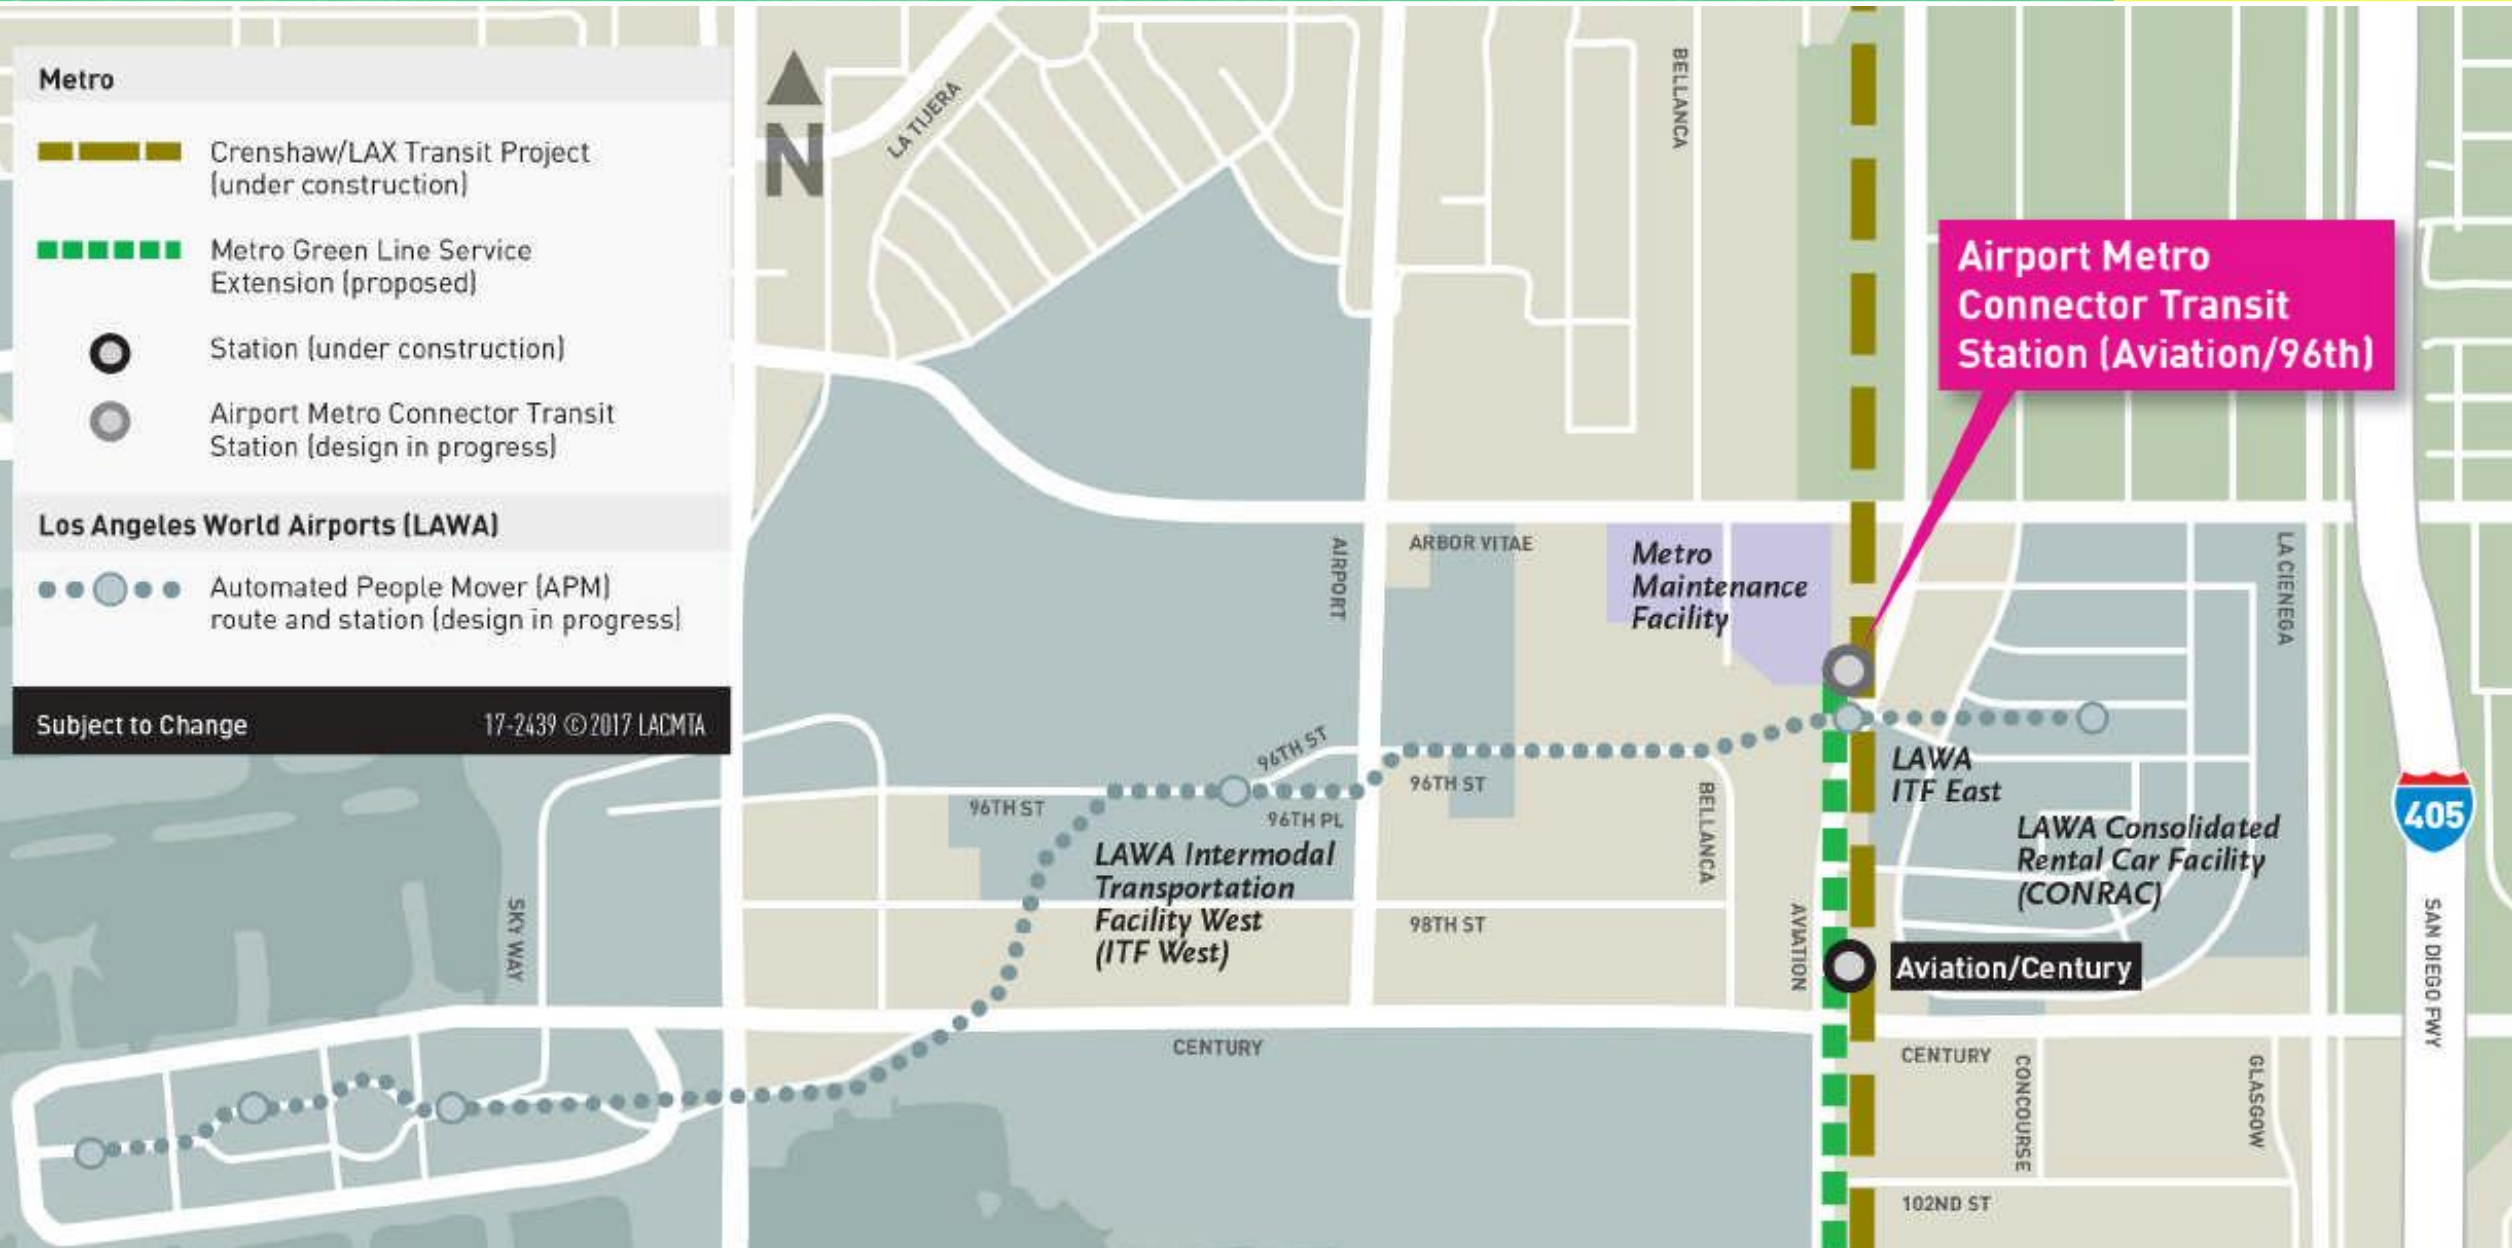 Metro
Crenshaw/LAX Transit Project
(under construction)
Metro Green Line Service
Extension (proposed)
Station (under construction)
Airport Metro Connector Transit
Station (design in progress)
Los Angeles World Airports (LAWA)
Automated People Mover (APM)
route and station (design in progress)
Subject to Change
17-2439 ©2017 LACMTA
N
LA TIJERA
BELLANCA
Airport Metro
Connector Transit
Station (Aviation/96th)
AIRPORT
ARBOR VITAE
Metro
Maintenance
Facility
LA CIENEGA
96TH ST
96TH ST
96TH PL
96TH ST
BELLANCA
LAWA
ITF East
LAWA Consolidated
Rental Car Facility
(CONRAC)
405
LAWA Intermodal
Transportation
Facility West
(ITF West)
SKY WAY
98TH ST
AVIATION
Aviation/Century
SAN DIEGO FWY
CENTURY
CENTURY
CONCOURSE
GLASGOW
102ND ST